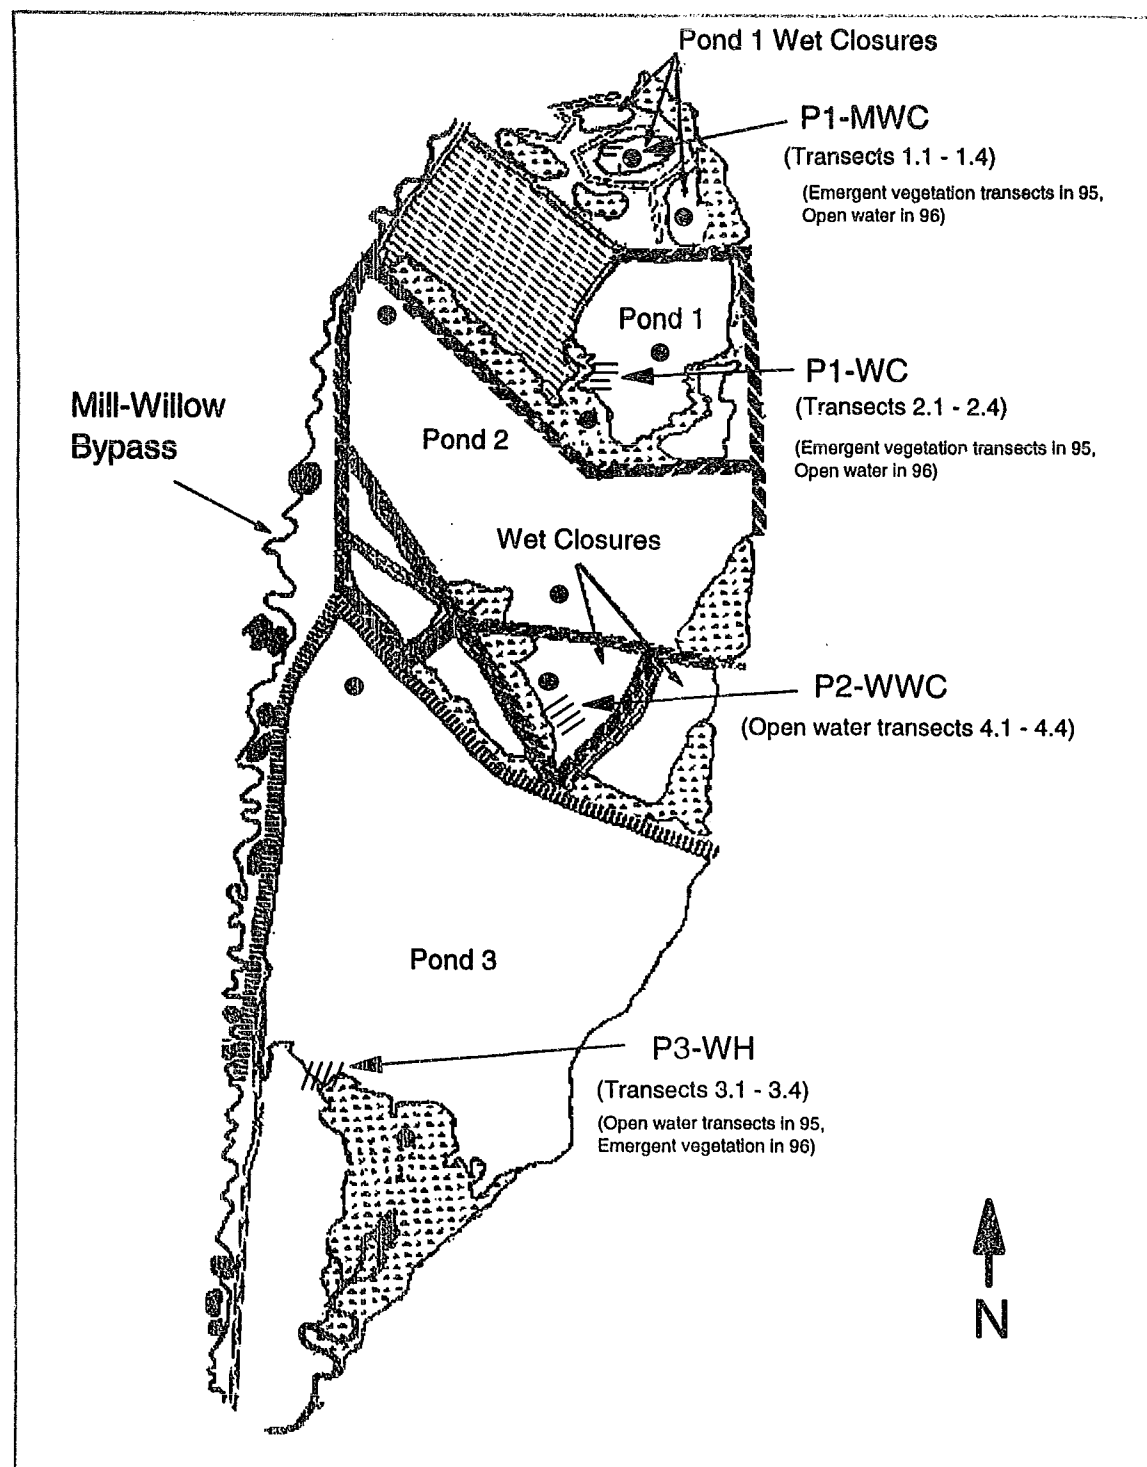 Pond 1 Wet Closures
P1-MWC
(Transects 1.1 - 1.4)
(Emergent vegetation transects in 95,
Open water in 96)
Pond 1
P1-WC
(Transects 2.1 - 2.4)
(Emergent vegetation transects in 95,
Open water in 96)
Mill-Willow
Bypass
Pond 2
Wet Closures
P2-WWC
(Open water transects 4.1 - 4.4)
Pond 3
P3-WH
(Transects 3.1 - 3.4)
(Open water transects in 95,
Emergent vegetation in 96)
N